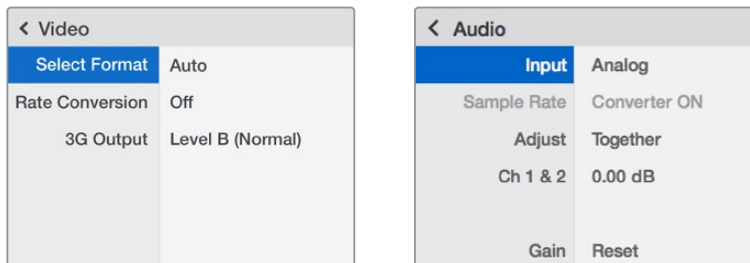 < Video
Select Format Auto
Rate Conversion Off
3G Output Level B (Normal)
< Audio
Input Analog
Sample Rate Converter ON
Adjust Together
Ch 1 & 2 0.00 dB
Gain Reset